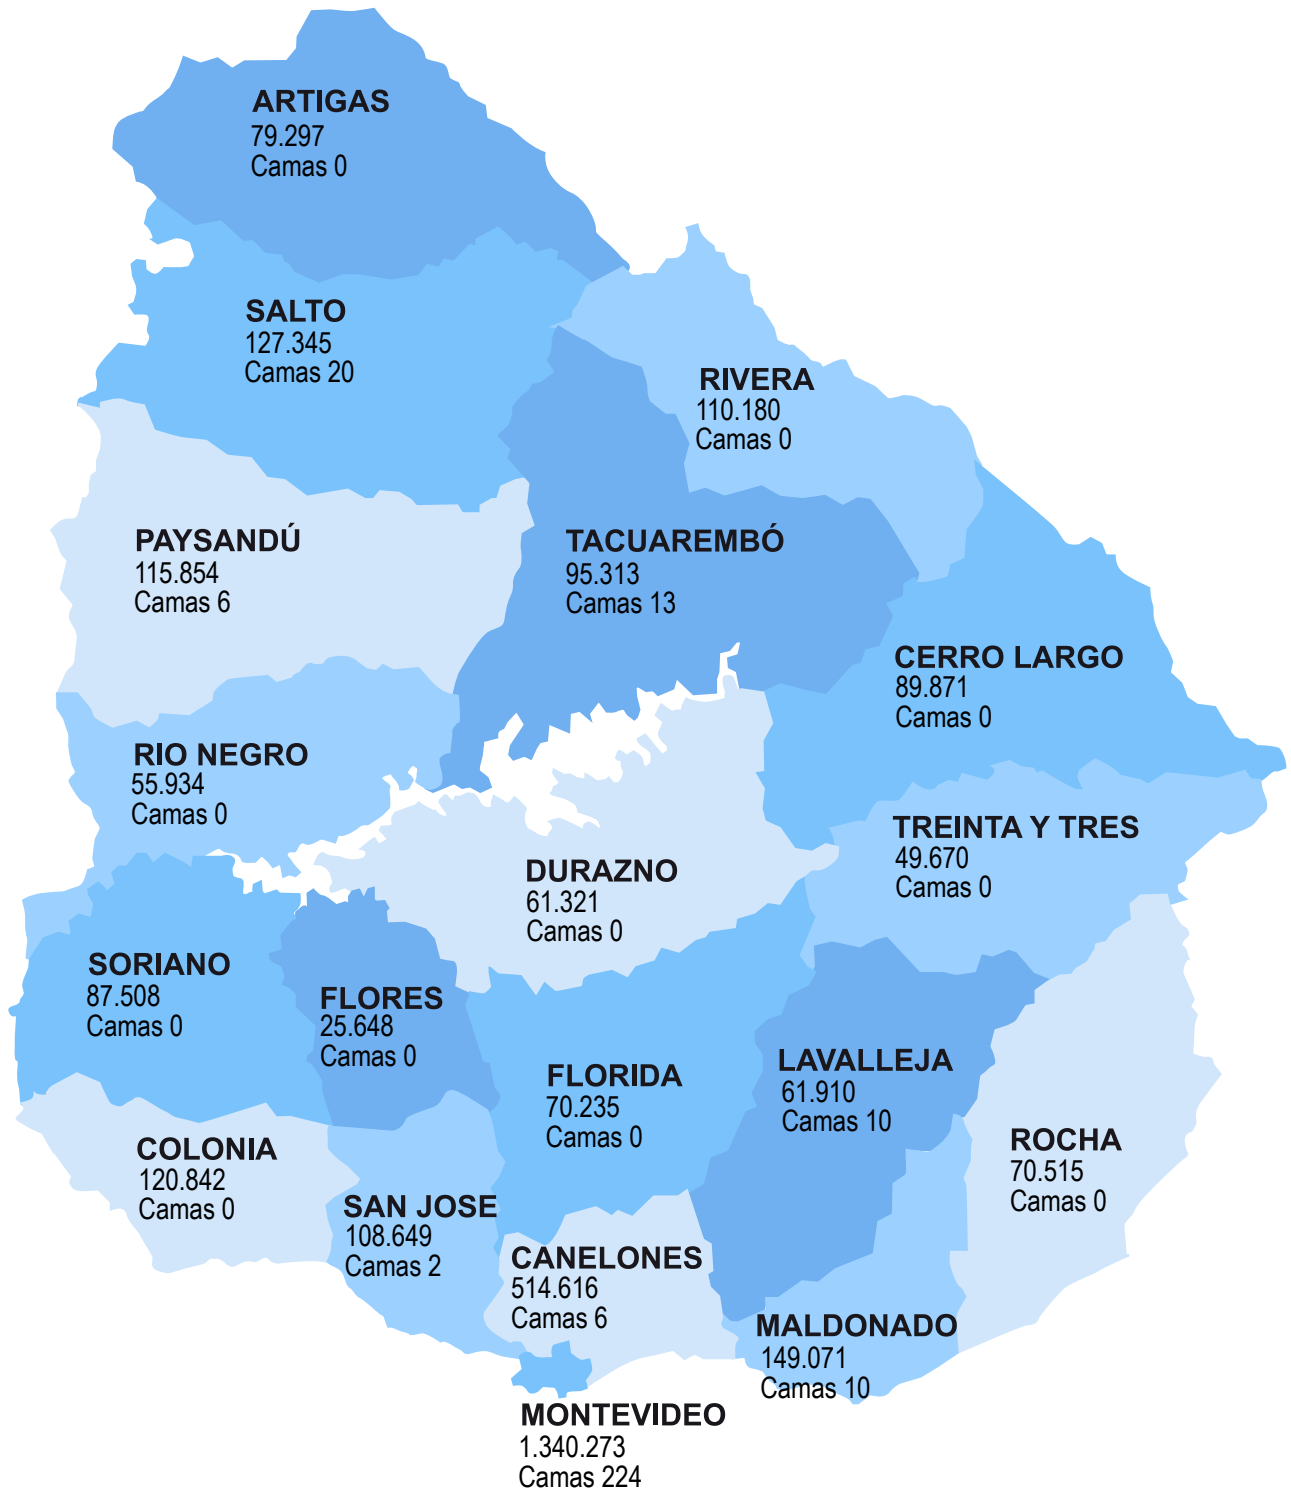 ARTIGAS
79.297
Camas 0
SALTO
127.345
Camas 20
RIVERA
110.180
Camas 0
PAYSANDÚ
115.854
Camas 6
TACUAREMBÓ
95.313
Camas 13
CERRO LARGO
89.871
Camas 0
RIO NEGRO
55.934
Camas 0
TREINTA Y TRES
49.670
Camas 0
DURAZNO
61.321
Camas 0
SORIANO
87.508
Camas 0
FLORES
25.648
Camas 0
FLORIDA
70.235
Camas 0
LAVALLEJA
61.910
Camas 10
ROCHA
70.515
Camas 0
COLONIA
120.842
Camas 0
SAN JOSE
108.649
Camas 2
CANELONES
514.616
Camas 6
MALDONADO
149.071
Camas 10
MONTEVIDEO
1.340.273
Camas 224